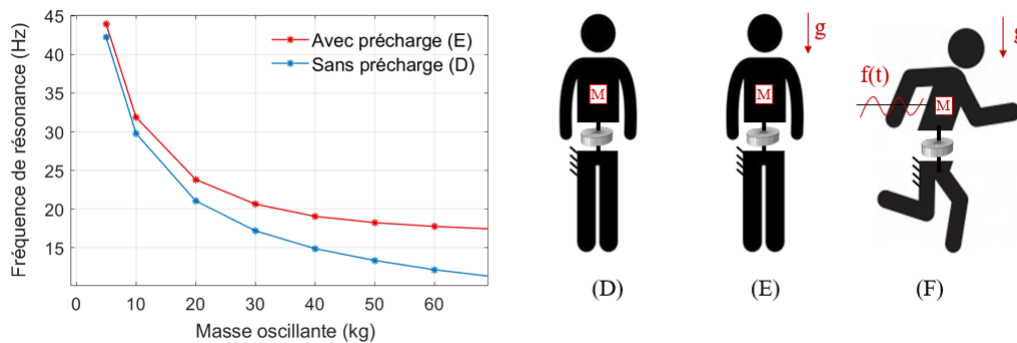 Fréquence de résonance (Hz)
45
40
35
30
25
20
15
0
10
20
30
40
50
60
Masse oscillante (kg)
Avec précharge (E)
Sans précharge (D)
M
(D)
g
M
(E)
g
f(t)
M
(F)